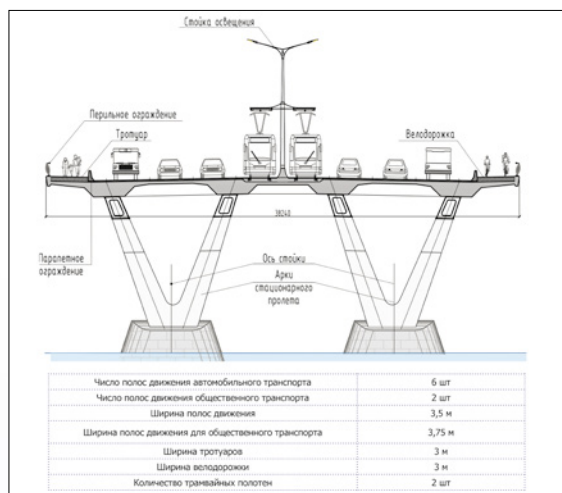 Стойка освещения
Перильное ограждение
Тротуар
Велодорожка
38240
Парапетное
ограждение
Ось стойки
Арки
стационарного
пролета
Число полос движения автомобильного транспорта 6 шт
Число полос движения общественного транспорта 2 шт
Ширина полос движения 3,5 м
Ширина полос движения для общественного транспорта 3,75 м
Ширина тротуаров 3 м
Ширина велодорожки 3 м
Количество трамвайных полотен 2 шт